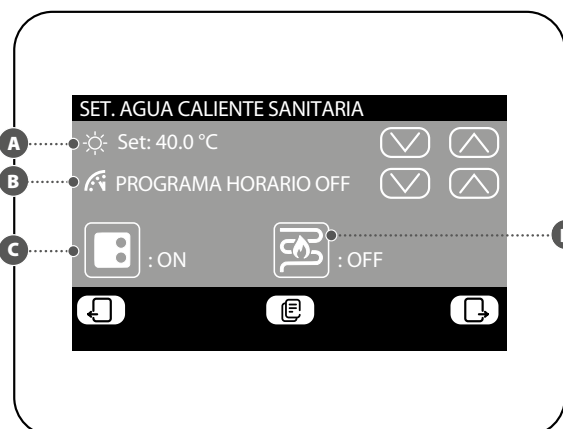 SET. AGUA CALIENTE SANITARIA
A Set: 40.0 °C
B PROGRAMA HORARIO OFF
C : ON : OFF